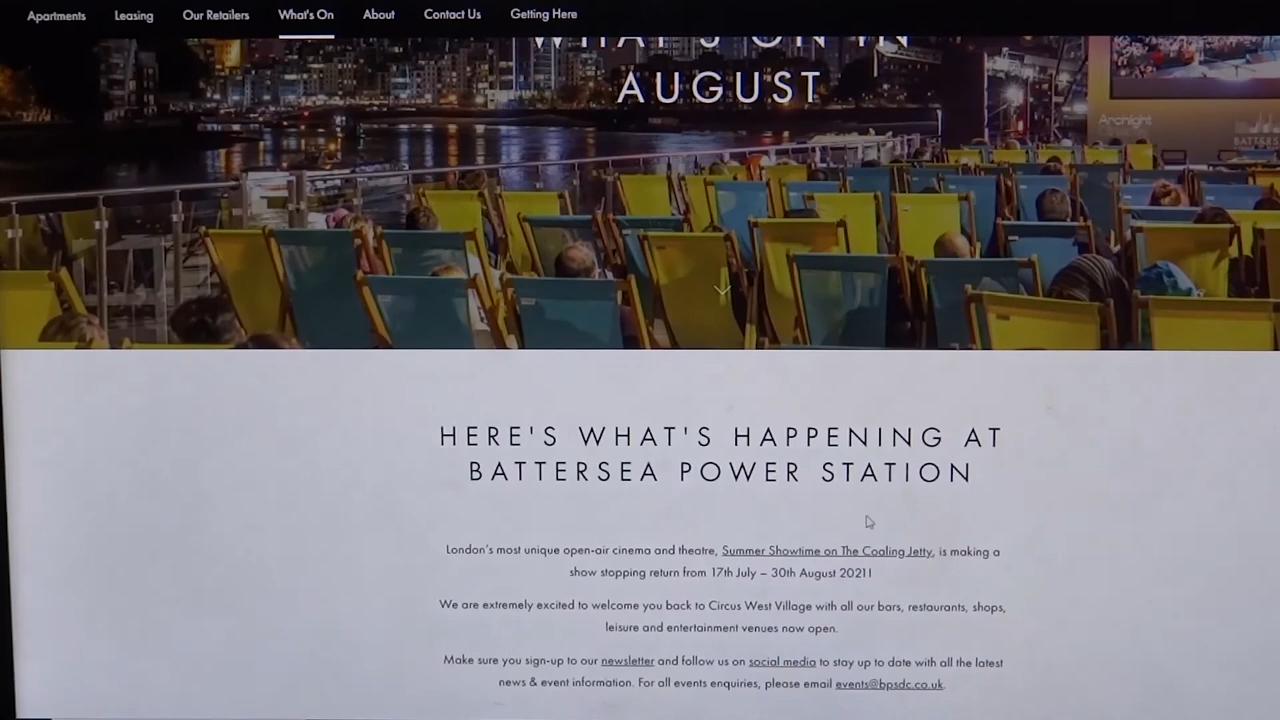 Apartments Leasing Our Retailers What's On About Contact Us Getting Here
WHAT'S ON IN
AUGUST
Archlight
HERE'S WHAT'S HAPPENING AT
BATTERSEA POWER STATION
London's most unique open-air cinema and theatre, Summer Showtime on The Coaling Jetty, is making a
show stopping return from 17th July – 30th August 2021!
We are extremely excited to welcome you back to Circus West Village with all our bars, restaurants, shops,
leisure and entertainment venues now open.
Make sure you sign-up to our newsletter and follow us on social media to stay up to date with all the latest
news & event information. For all events enquiries, please email events@bpsdc.co.uk.